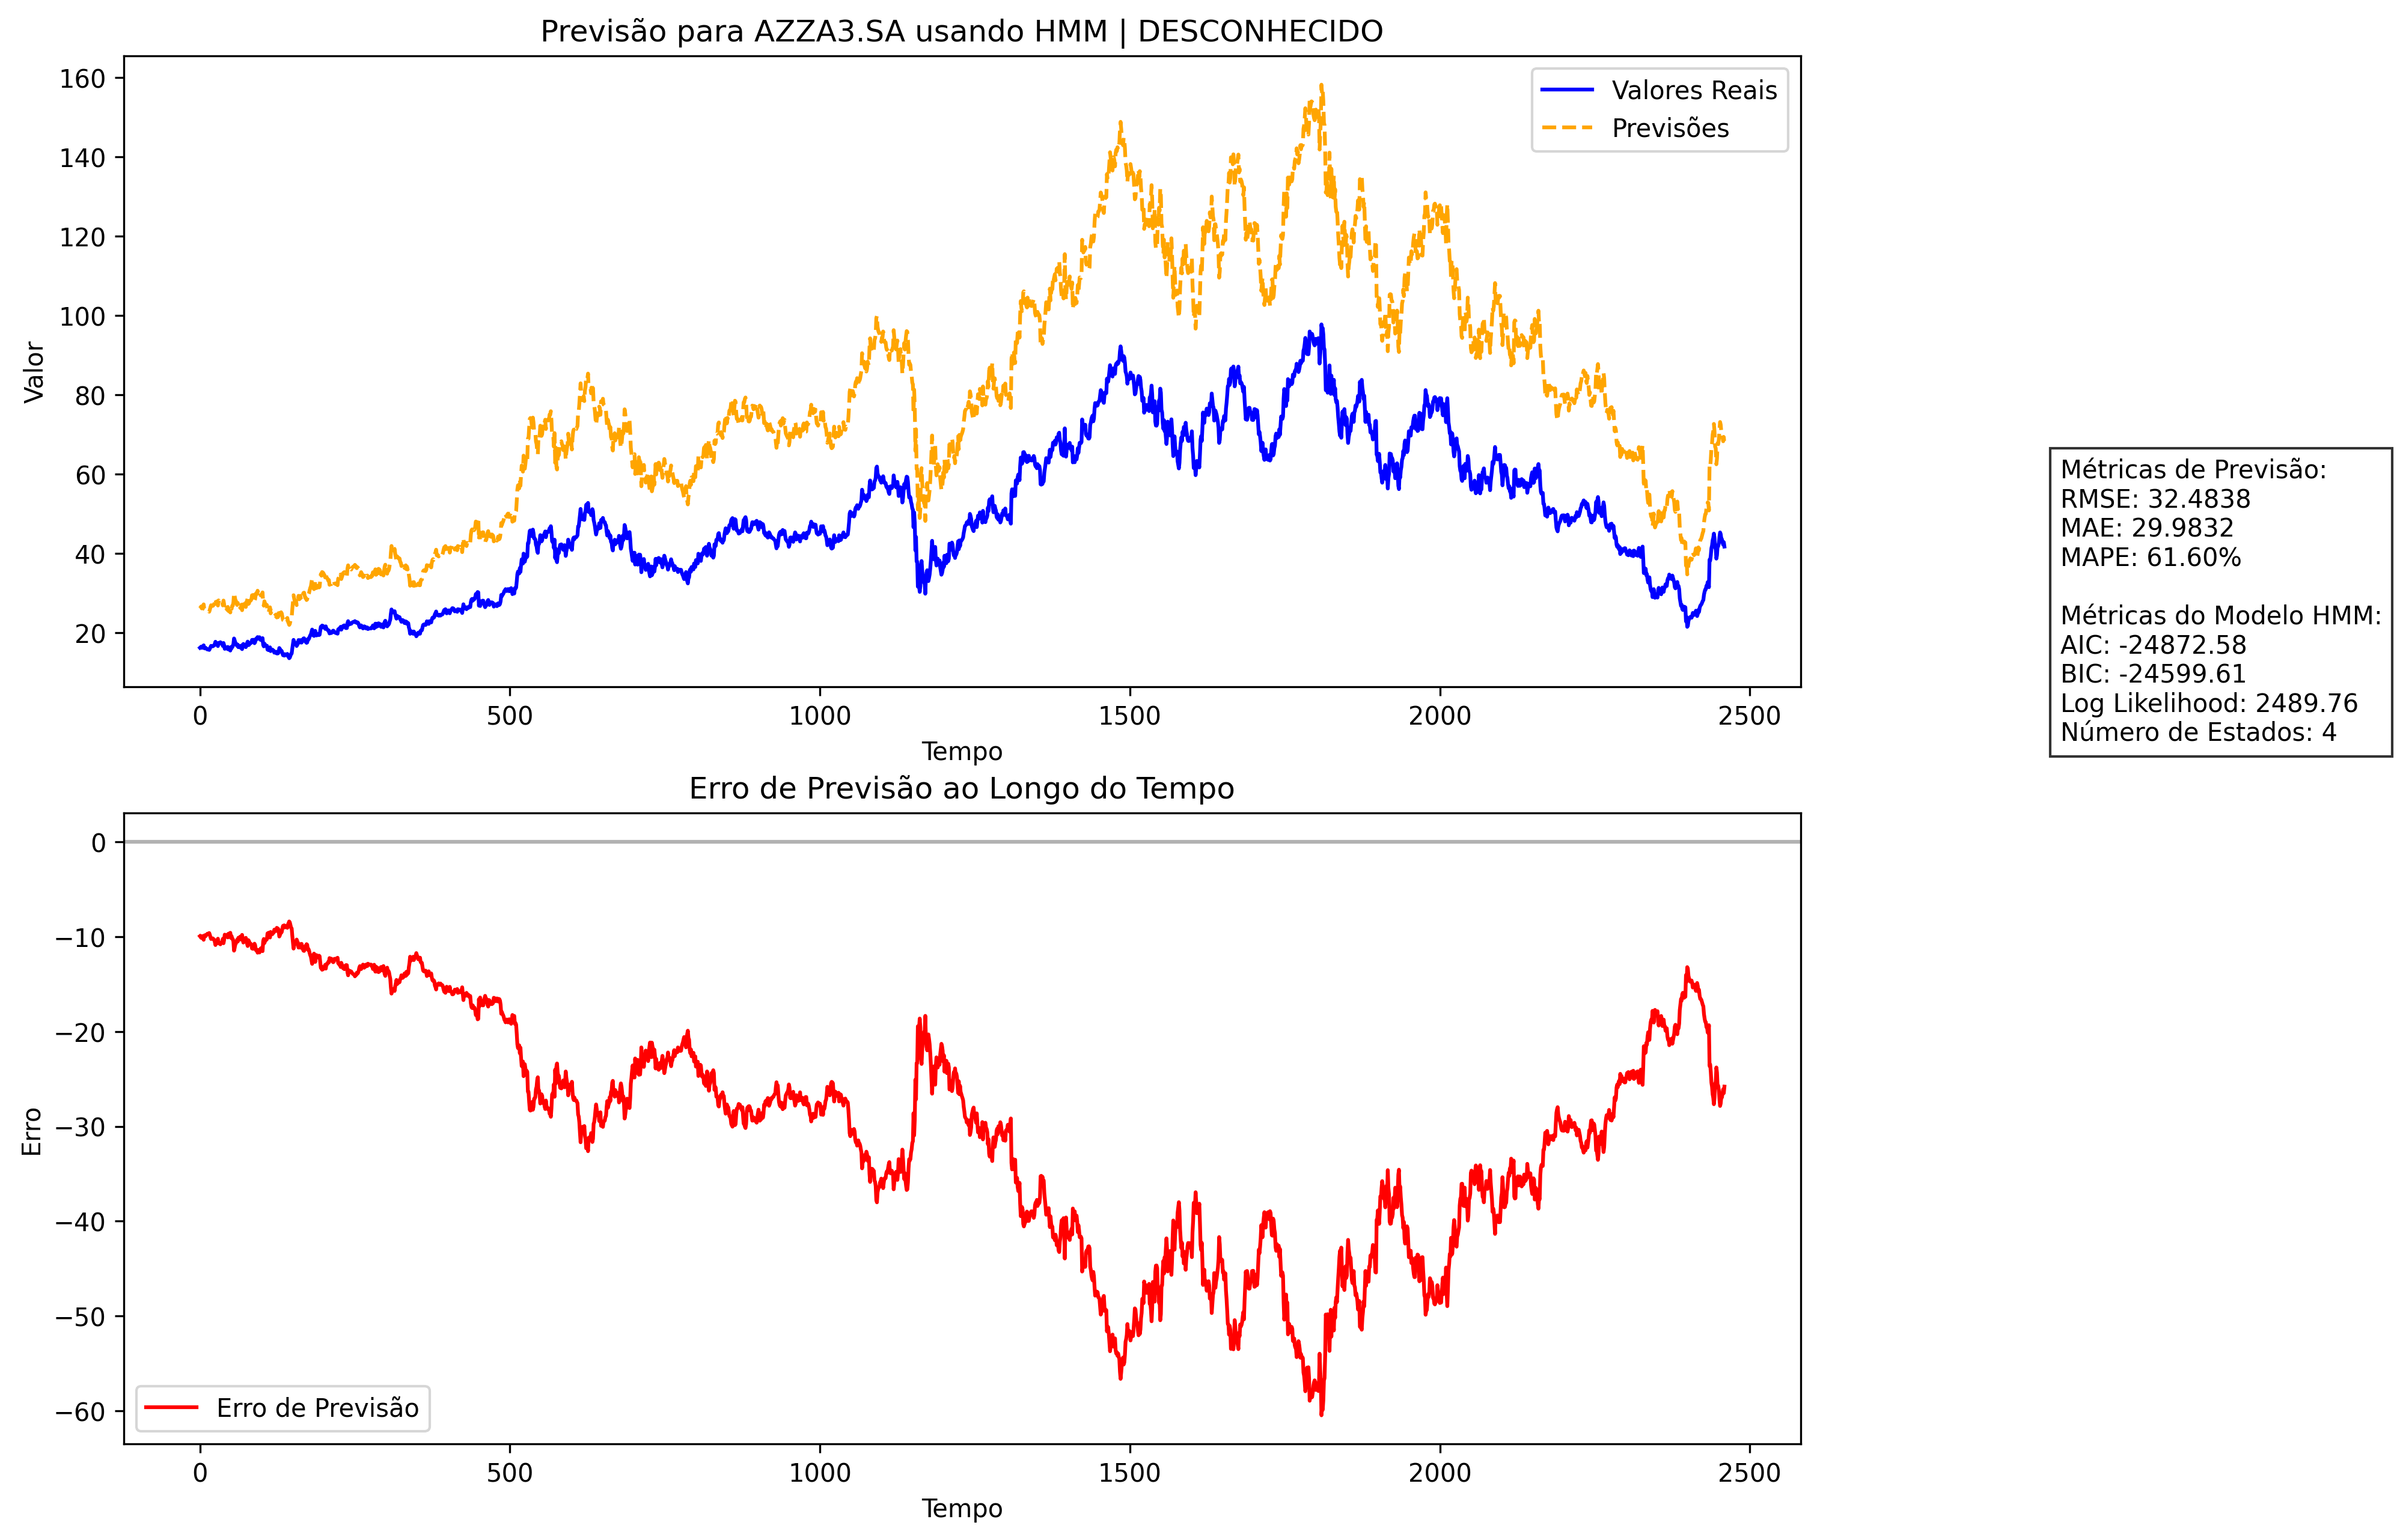 Previsão para AZZA3.SA usando HMM | DESCONHECIDO
Valor
160
140
120
100
80
60
40
20
Valores Reais
Previsões
0 500 1000 1500 2000 2500
Tempo
Métricas de Previsão:
RMSE: 32.4838
MAE: 29.9832
MAPE: 61.60%
Métricas do Modelo HMM:
AIC: -24872.58
BIC: -24599.61
Log Likelihood: 2489.76
Número de Estados: 4
Erro de Previsão ao Longo do Tempo
Erro
0
−10
−20
−30
−40
−50
−60
Erro de Previsão
0 500 1000 1500 2000 2500
Tempo